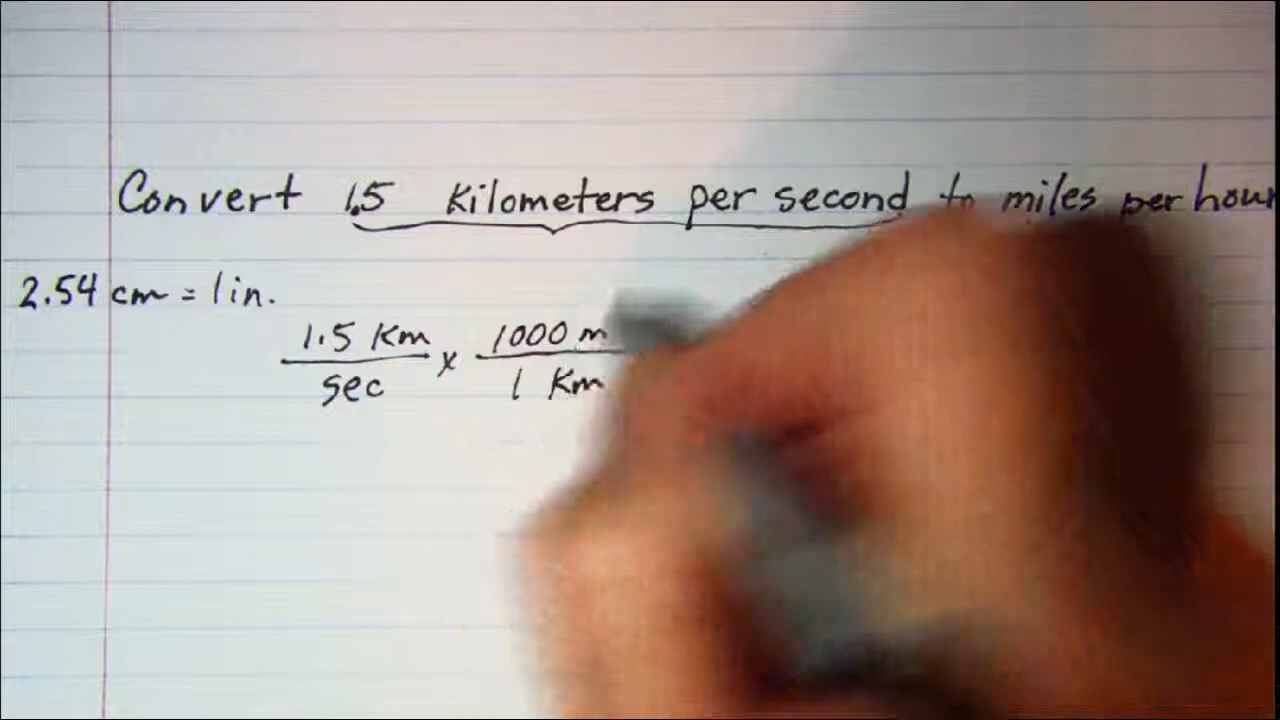 Convert 1.5 kilometers per second to miles per hour
2.54 cm = 1 in.
1.5 Km x 1000 m
sec 1 Km